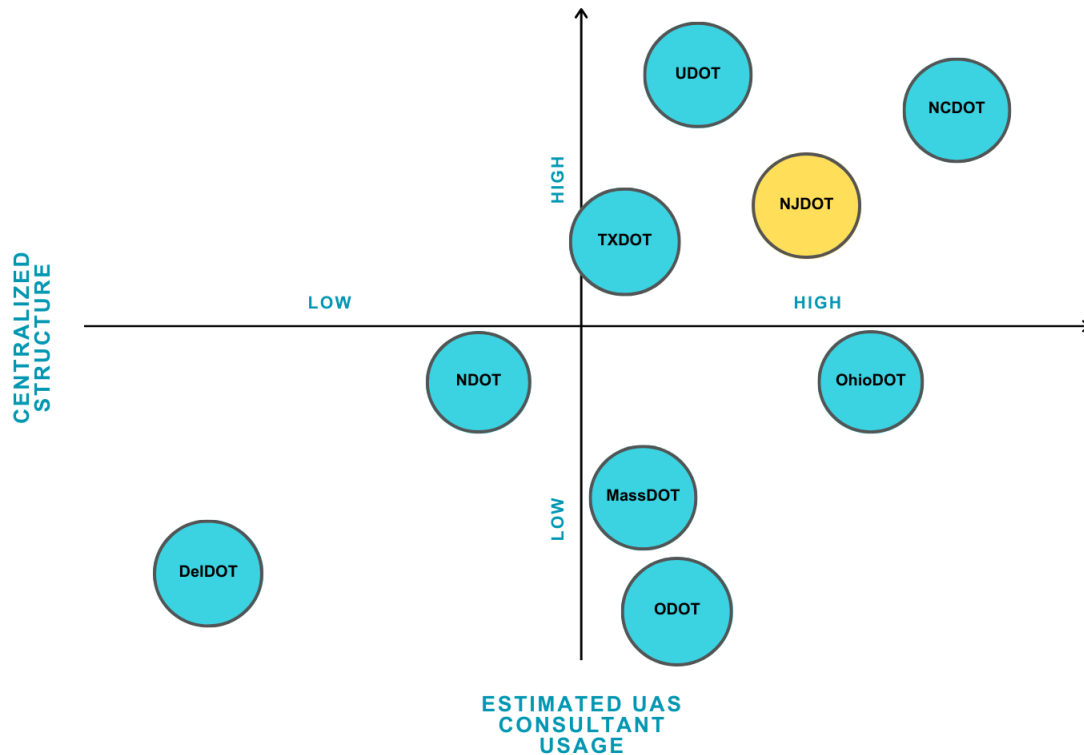 UDOT
NCDOT
HIGH
NJDOT
TXDOT
CENTRALIZED
STRUCTURE
LOW
HIGH
NDOT
OhioDOT
MassDOT
LOW
DelDOT
ODOT
ESTIMATED UAS
CONSULTANT
USAGE